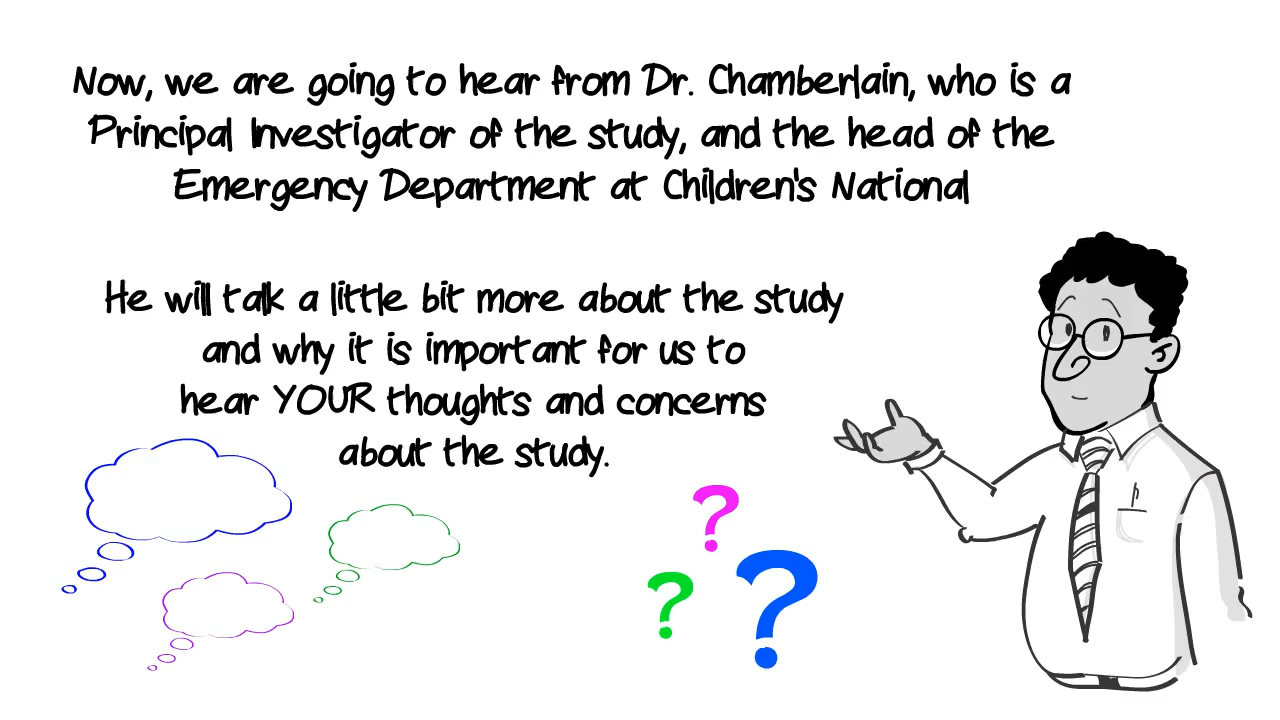 Now, we are going to hear from Dr. Chamberlain, who is a
Principal Investigator of the study, and the head of the
Emergency Department at Children's National
He will talk a little bit more about the study
and why it is important for us to
hear YOUR thoughts and concerns
about the study.
?
?
?